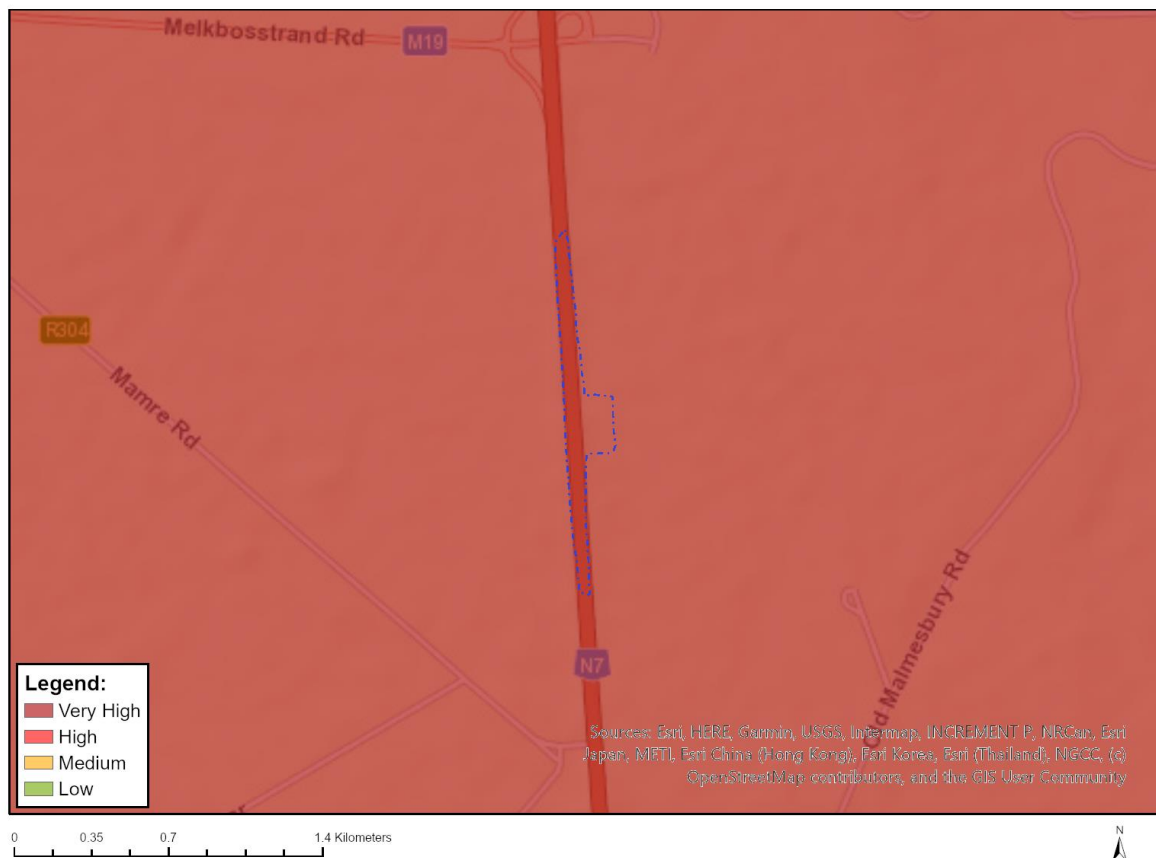 Melkbosstrand Rd
M19
R304
Mamre Rd
N7
Old Malmesbury Rd
Legend:
Very High
High
Medium
Low
Sources: Esri, HERE, Garmin, USGS, Intermap, INCREMENT P, NRCan, Esri
Japan, METI, Esri China (Hong Kong), Esri Korea, Esri (Thailand), NGCC, (c)
OpenStreetMap contributors, and the GIS User Community
0 0.35 0.7 1.4 Kilometers
N